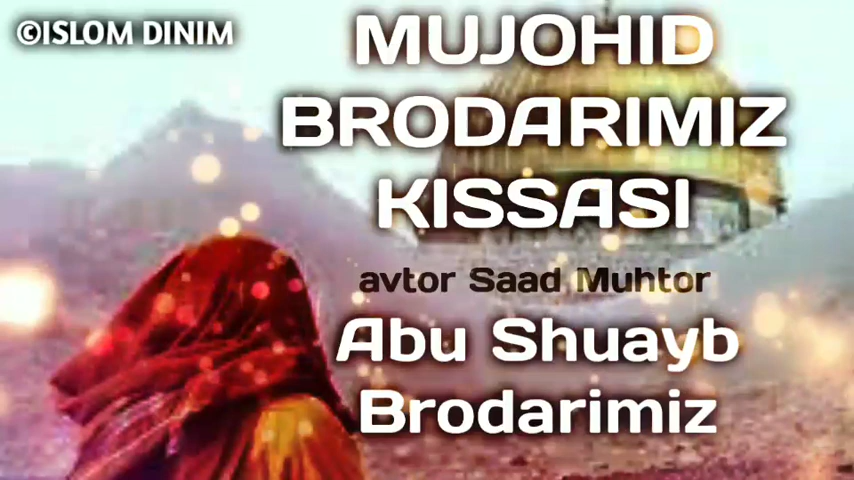 ©ISLOM DINIM
MUJOHID
BRODARIMIZ
KISSASI
avtor Saad Muhtor
Abu Shuayb
Brodarimiz